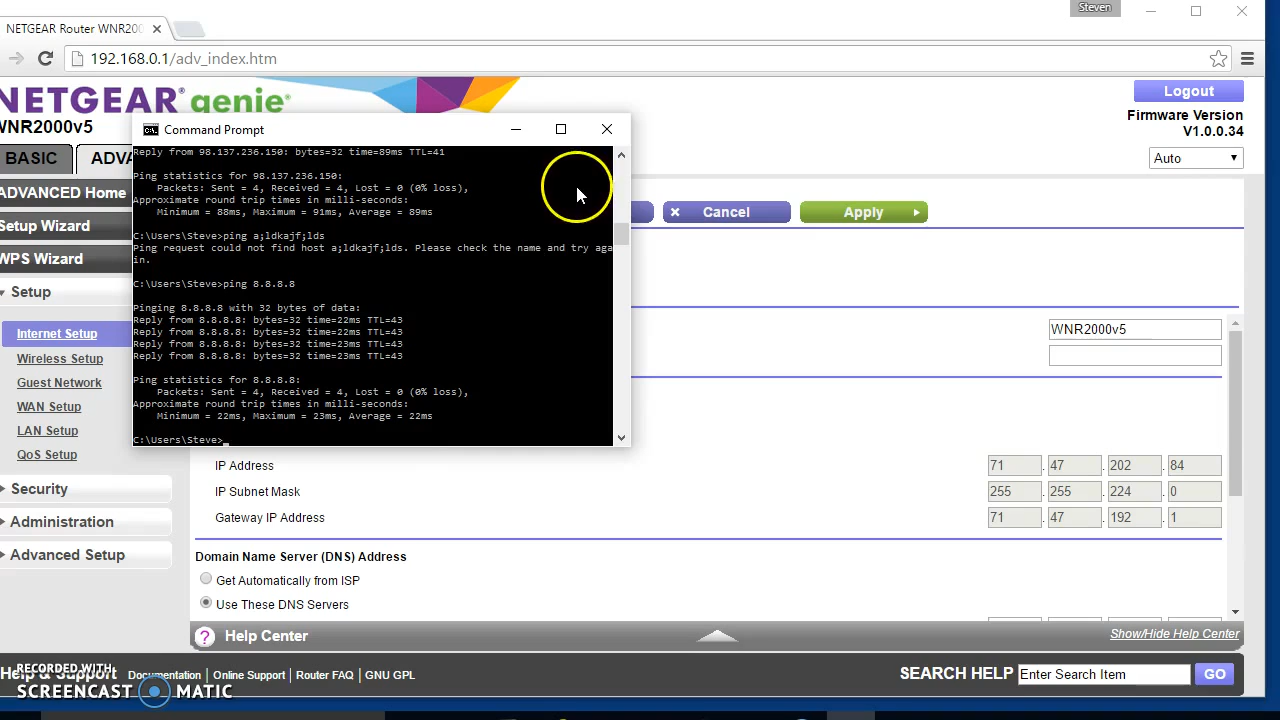 Steven
NETGEAR Router WNR200
192.168.0.1/adv_index.htm
NETGEAR® genie®
WNR2000v5
Logout
Firmware Version
V1.0.0.34
Auto
BASIC
ADVA
Command Prompt
Reply from 98.137.236.150: bytes=32 time=89ms TTL=41
Ping statistics for 98.137.236.150:
Packets: Sent = 4, Received = 4, Lost = 0 (0% loss),
Approximate round trip times in milli-seconds:
Minimum = 88ms, Maximum = 91ms, Average = 89ms
C:\Users\Steve>ping a;ldkajf;lds
Ping request could not find host a;ldkajf;lds. Please check the name and try aga
in.
C:\Users\Steve>ping 8.8.8.8
Pinging 8.8.8.8 with 32 bytes of data:
Reply from 8.8.8.8: bytes=32 time=22ms TTL=43
Reply from 8.8.8.8: bytes=32 time=22ms TTL=43
Reply from 8.8.8.8: bytes=32 time=23ms TTL=43
Reply from 8.8.8.8: bytes=32 time=23ms TTL=43
Ping statistics for 8.8.8.8:
Packets: Sent = 4, Received = 4, Lost = 0 (0% loss),
Approximate round trip times in milli-seconds:
Minimum = 22ms, Maximum = 23ms, Average = 22ms
C:\Users\Steve>_
ADVANCED Home
Setup Wizard
WPS Wizard
Setup
Internet Setup
Wireless Setup
Guest Network
WAN Setup
LAN Setup
QoS Setup
Security
Administration
Advanced Setup
Cancel
Apply
WNR2000v5
IP Address 71 . 47 . 202 . 84
IP Subnet Mask 255 . 255 . 224 . 0
Gateway IP Address 71 . 47 . 192 . 1
Domain Name Server (DNS) Address
Get Automatically from ISP
Use These DNS Servers
? Help Center
Show/Hide Help Center
Help & Support
Documentation | Online Support | Router FAQ | GNU GPL
SEARCH HELP Enter Search Item GO
RECORDED WITH
SCREENCAST MATIC